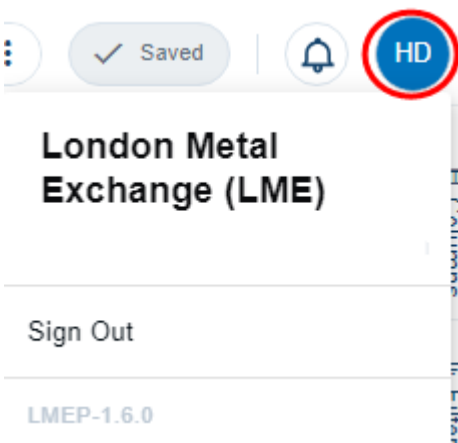 Saved
HD
London Metal
Exchange (LME)
Sign Out
LMEP-1.6.0